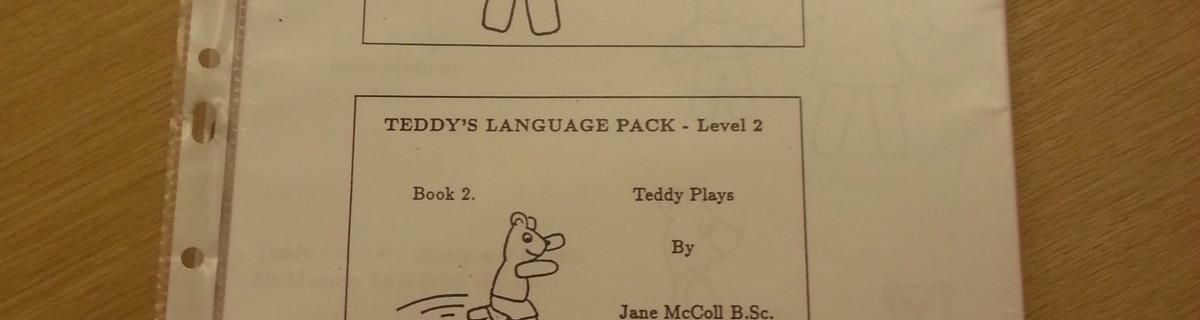 TEDDY'S LANGUAGE PACK - Level 2
Book 2.
Teddy Plays
By
Jane McColl B.Sc.